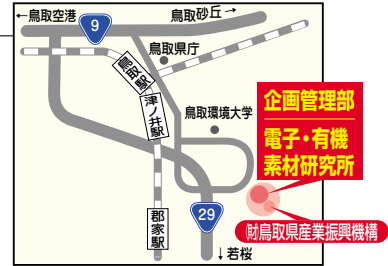 ←鳥取空港
鳥取砂丘→
9
鳥取県庁
鳥取駅
津ノ井駅
鳥取環境大学
企画管理部
電子・有機
素材研究所
郡家駅
29
㈶鳥取県産業振興機構
↓若桜